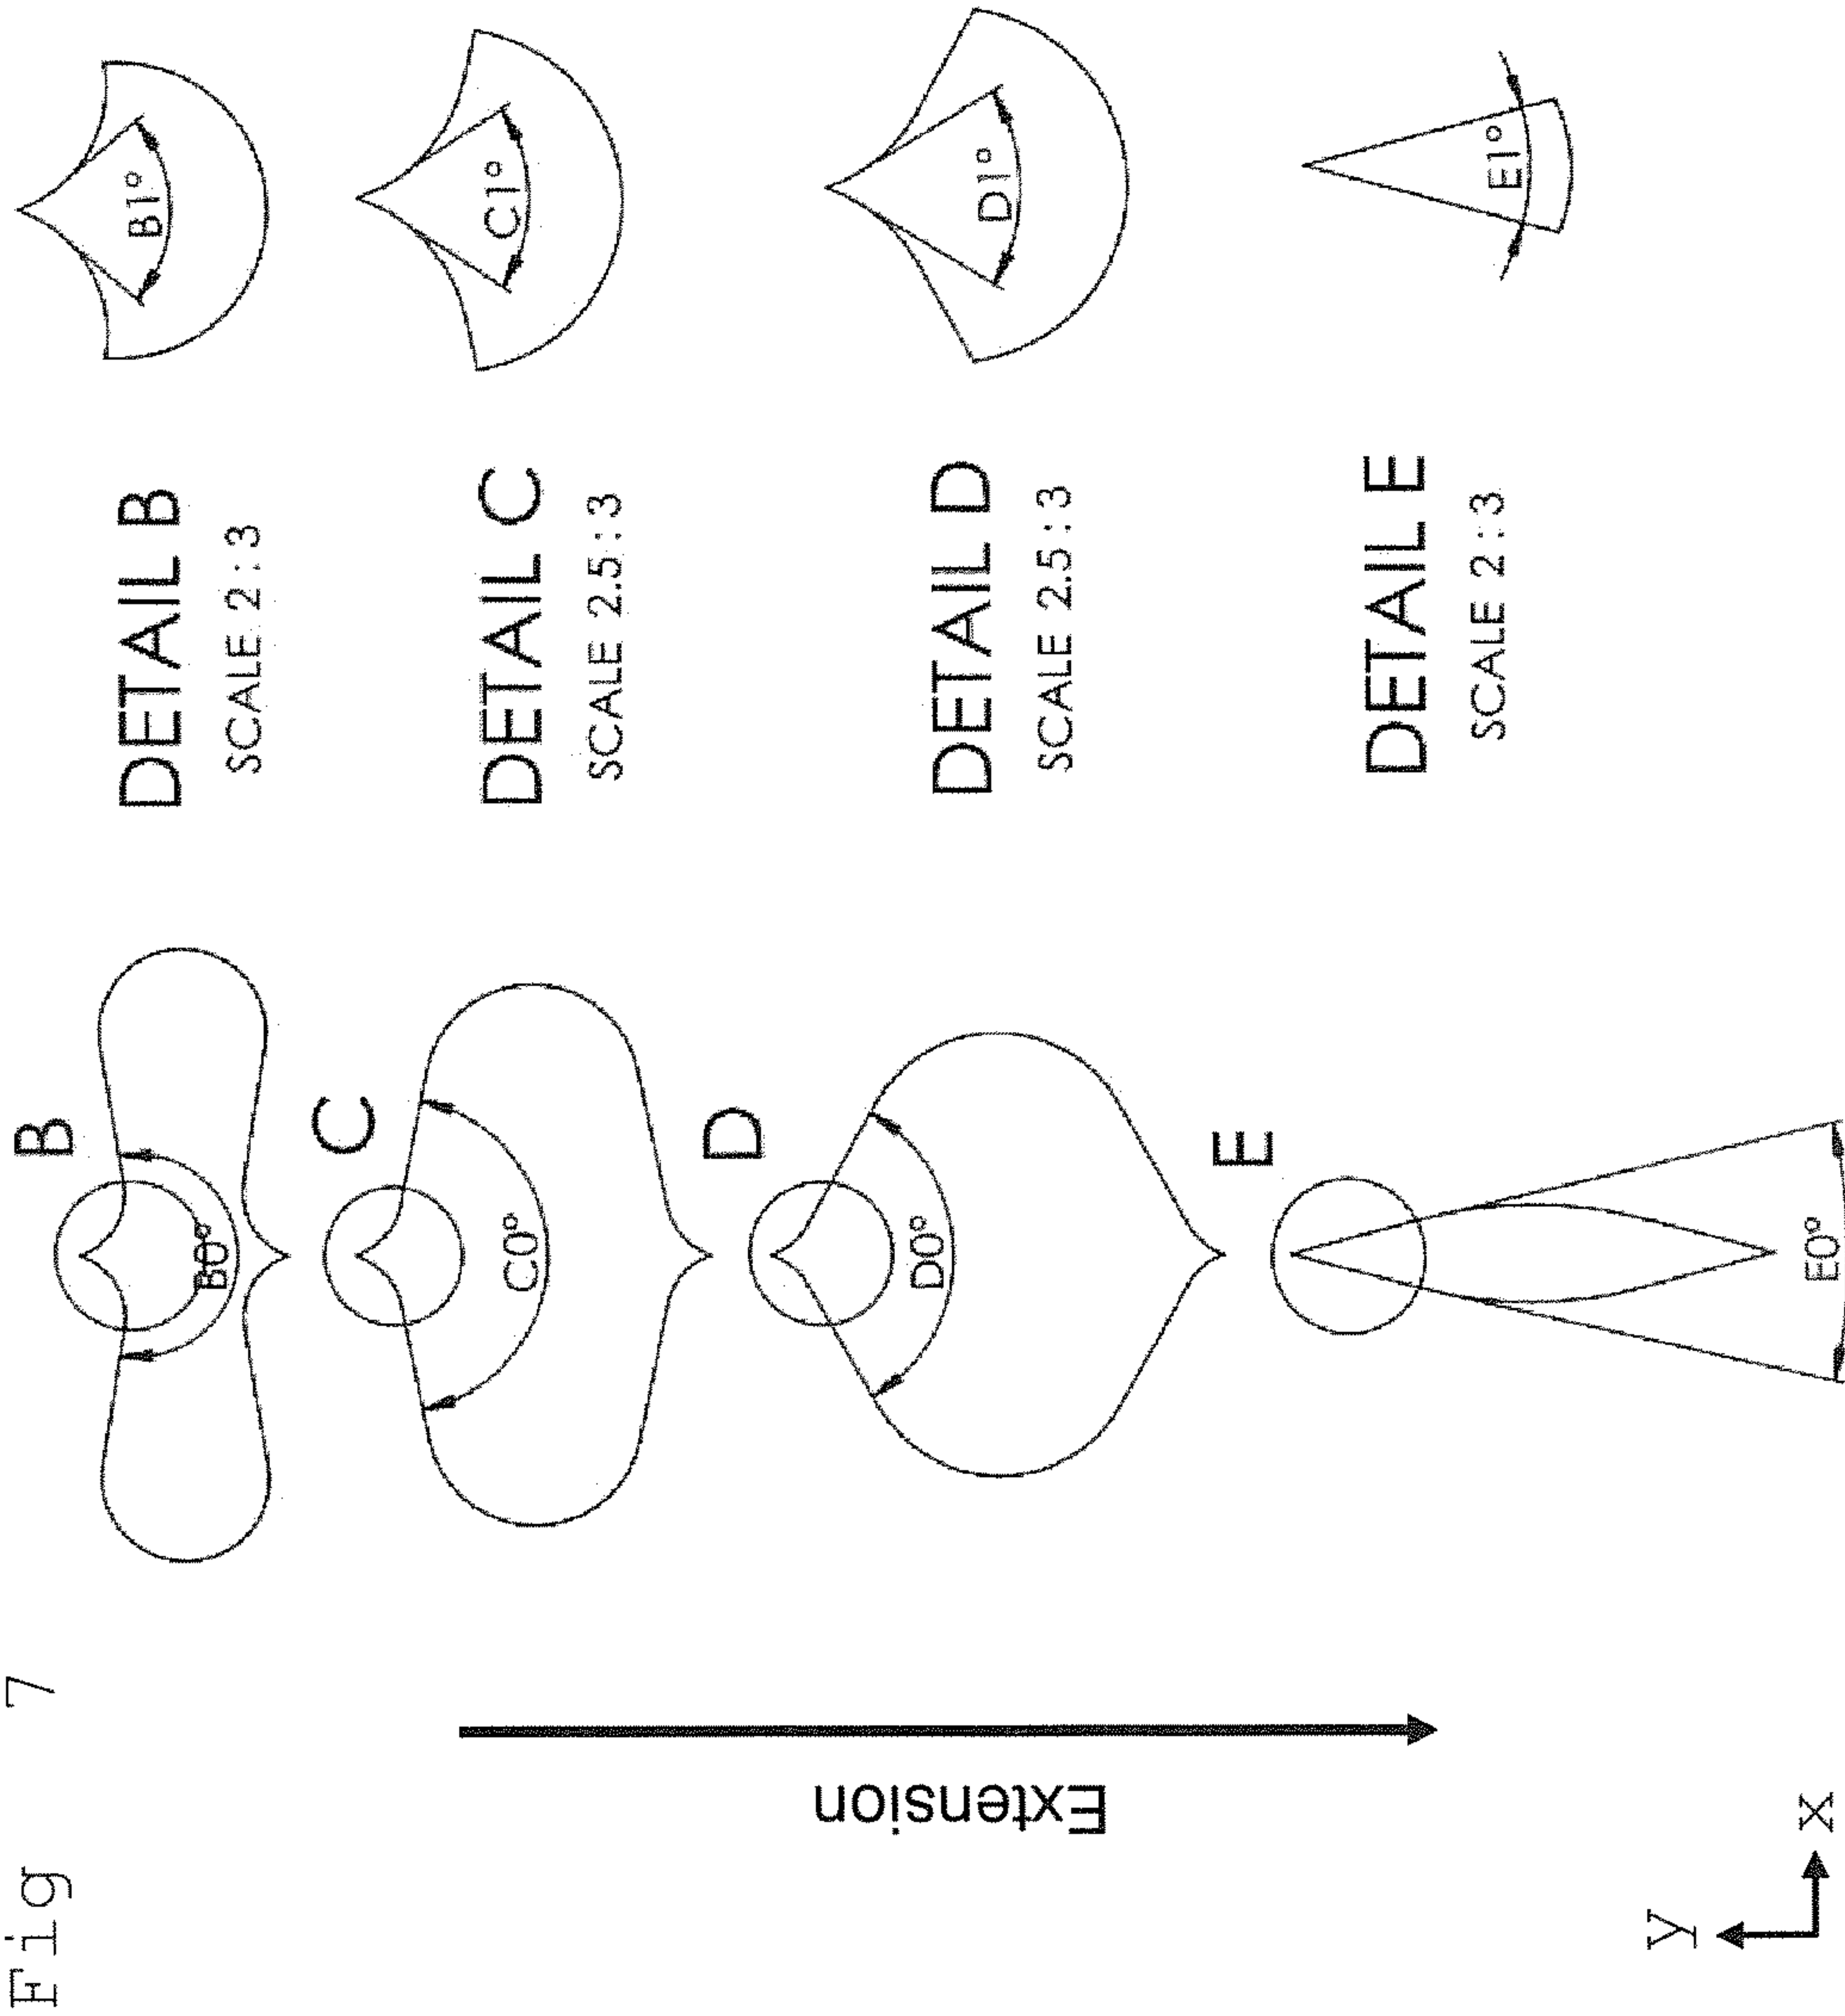 Fig 7
B
B0°
DETAIL B
SCALE 2 : 3
B1°
C
C0°
DETAIL C
SCALE 2.5 : 3
C1°
D
D0°
DETAIL D
SCALE 2.5 : 3
D1°
E
E0°
DETAIL E
SCALE 2 : 3
E1°
Extension
y
x